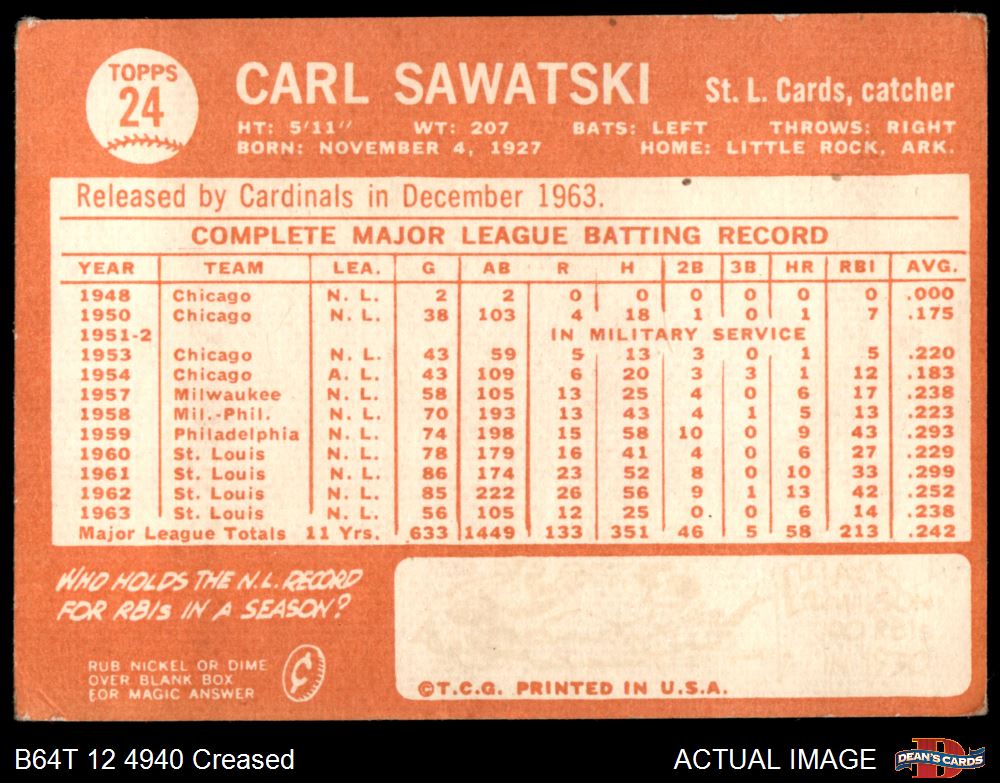 TOPPS
24
CARL SAWATSKI
St. L. Cards, catcher
HT: 5'11" WT: 207 BATS: LEFT THROWS: RIGHT
BORN: NOVEMBER 4, 1927 HOME: LITTLE ROCK, ARK.
Released by Cardinals in December 1963.
COMPLETE MAJOR LEAGUE BATTING RECORD
YEAR TEAM LEA. G AB R H 2B 3B HR RBI AVG.
1948 Chicago N. L. 2 2 0 0 0 0 0 0 .000
1950 Chicago N. L. 38 103 4 18 1 0 1 7 .175
1951-2 IN MILITARY SERVICE
1953 Chicago N. L. 43 59 5 13 3 0 1 5 .220
1954 Chicago A. L. 43 109 6 20 3 3 1 12 .183
1957 Milwaukee N. L. 58 105 13 25 4 0 6 17 .238
1958 Mil.-Phil. N. L. 70 193 13 43 4 1 5 13 .223
1959 Philadelphia N. L. 74 198 15 58 10 0 9 43 .293
1960 St. Louis N. L. 78 179 16 41 4 0 6 27 .229
1961 St. Louis N. L. 86 174 23 52 8 0 10 33 .299
1962 St. Louis N. L. 85 222 26 56 9 1 13 42 .252
1963 St. Louis N. L. 56 105 12 25 0 0 6 14 .238
Major League Totals 11 Yrs. 633 1449 133 351 46 5 58 213 .242
WHO HOLDS THE N.L. RECORD
FOR RBIs IN A SEASON?
RUB NICKEL OR DIME
OVER BLANK BOX
FOR MAGIC ANSWER
©T.C.G. PRINTED IN U.S.A.
B64T 12 4940 Creased
ACTUAL IMAGE
DEAN'S CARDS